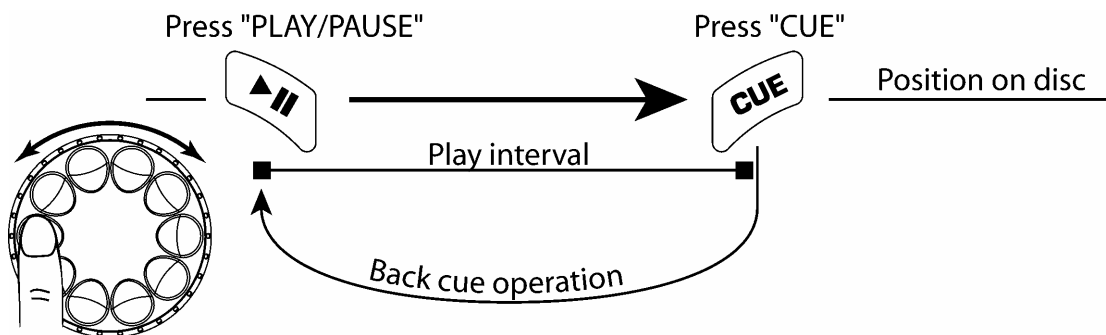 Press "PLAY/PAUSE"
Press "CUE"
CUE
Position on disc
Play interval
Back cue operation